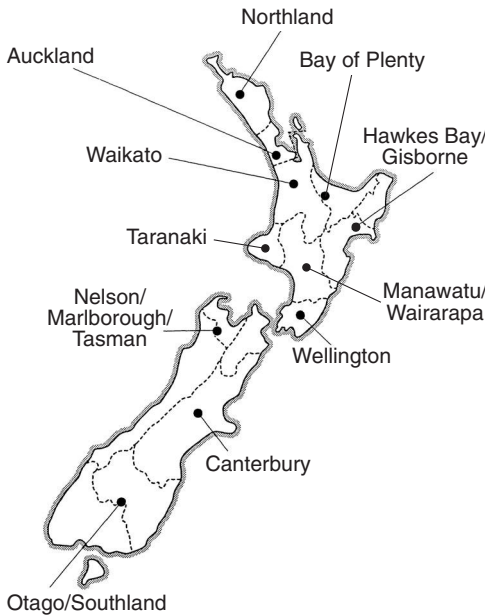 Northland
Auckland
Bay of Plenty
Hawkes Bay/
Gisborne
Waikato
Taranaki
Nelson/
Marlborough/
Tasman
Manawatu/
Wairarapa
Wellington
Canterbury
Otago/Southland